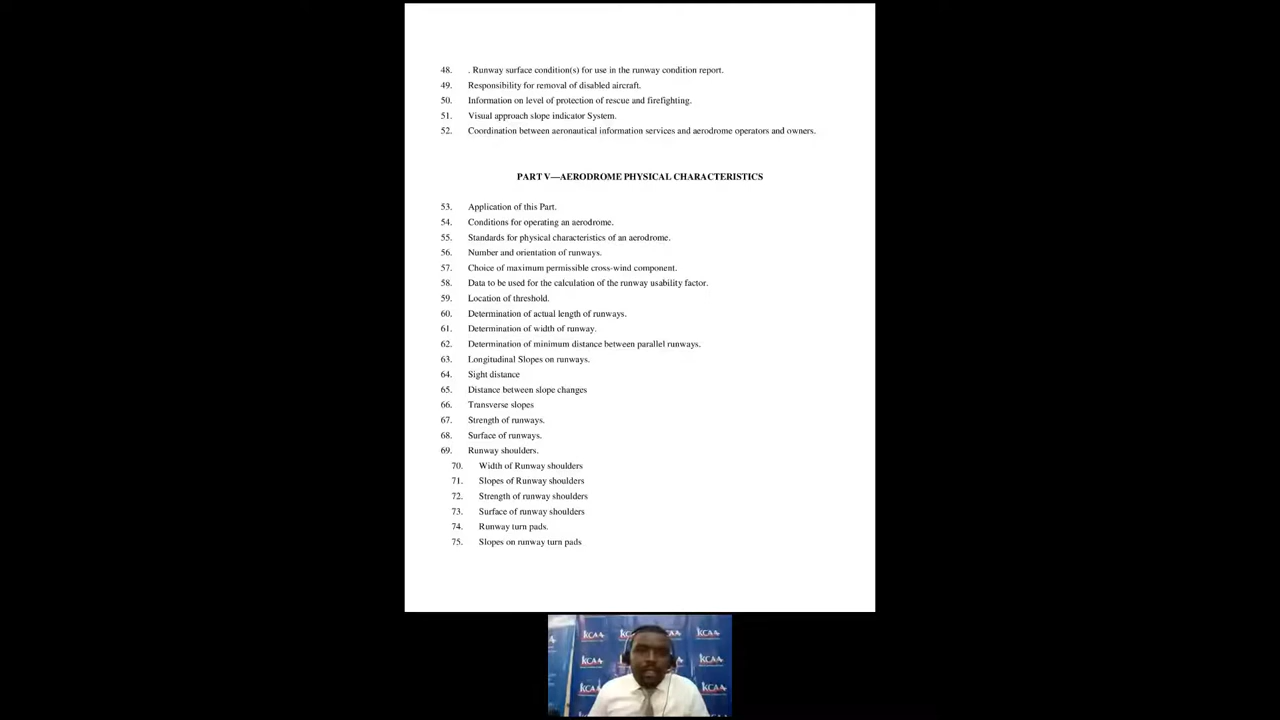 48. . Runway surface condition(s) for use in the runway condition report.
49. Responsibility for removal of disabled aircraft.
50. Information on level of protection of rescue and firefighting.
51. Visual approach slope indicator System.
52. Coordination between aeronautical information services and aerodrome operators and owners.
PART V—AERODROME PHYSICAL CHARACTERISTICS
53. Application of this Part.
54. Conditions for operating an aerodrome.
55. Standards for physical characteristics of an aerodrome.
56. Number and orientation of runways.
57. Choice of maximum permissible cross-wind component.
58. Data to be used for the calculation of the runway usability factor.
59. Location of threshold.
60. Determination of actual length of runways.
61. Determination of width of runway.
62. Determination of minimum distance between parallel runways.
63. Longitudinal Slopes on runways.
64. Sight distance
65. Distance between slope changes
66. Transverse slopes
67. Strength of runways.
68. Surface of runways.
69. Runway shoulders.
70. Width of Runway shoulders
71. Slopes of Runway shoulders
72. Strength of runway shoulders
73. Surface of runway shoulders
74. Runway turn pads.
75. Slopes on runway turn pads
KCAA
KCAA
KCAA